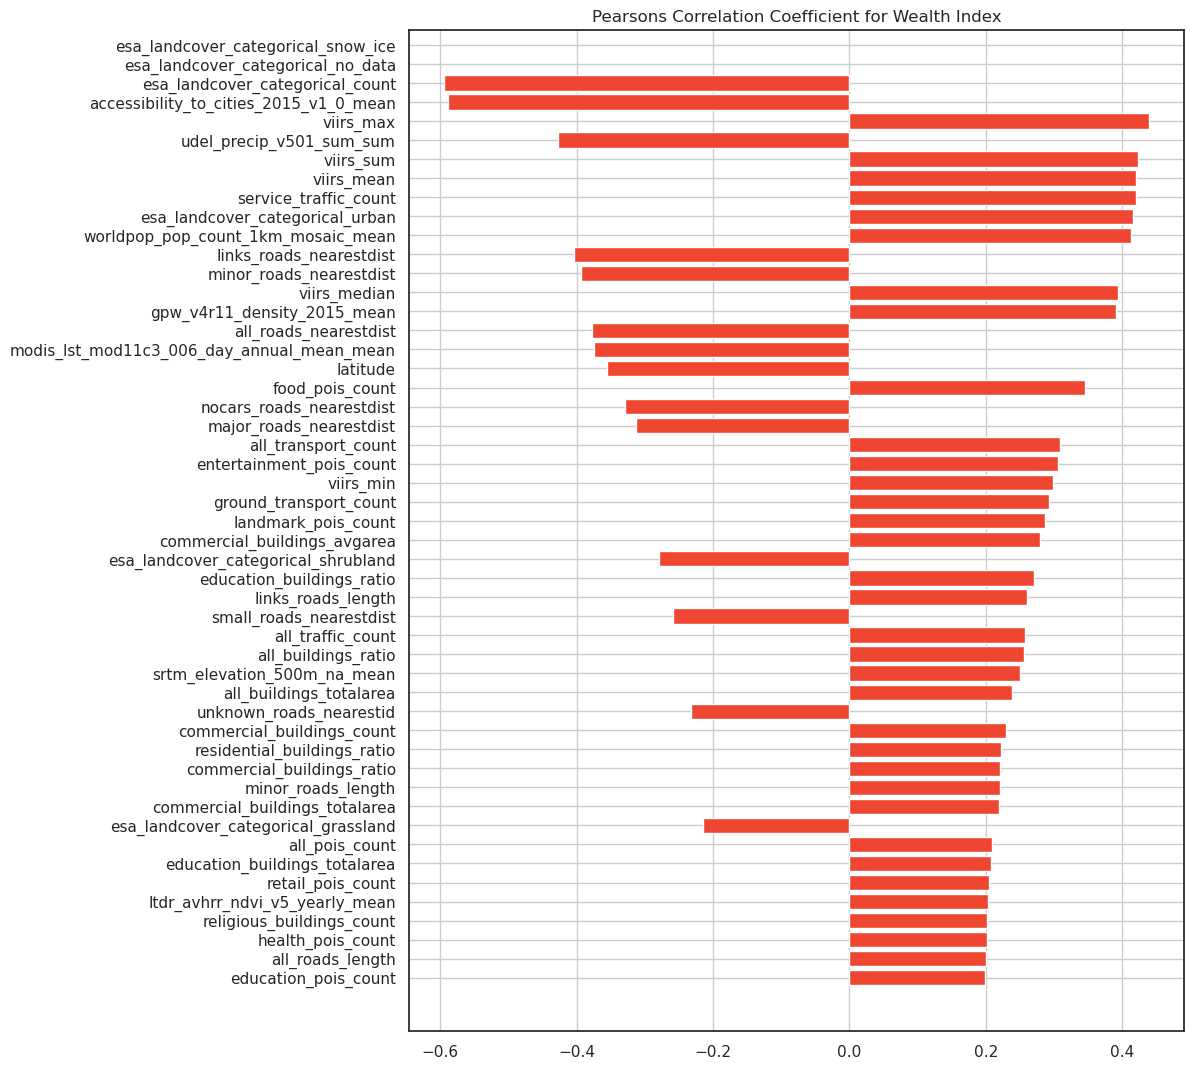 Pearsons Correlation Coefficient for Wealth Index
esa_landcover_categorical_snow_ice
esa_landcover_categorical_no_data
esa_landcover_categorical_count
accessibility_to_cities_2015_v1_0_mean
viirs_max
udel_precip_v501_sum_sum
viirs_sum
viirs_mean
service_traffic_count
esa_landcover_categorical_urban
worldpop_pop_count_1km_mosaic_mean
links_roads_nearestdist
minor_roads_nearestdist
viirs_median
gpw_v4r11_density_2015_mean
all_roads_nearestdist
modis_lst_mod11c3_006_day_annual_mean_mean
latitude
food_pois_count
nocars_roads_nearestdist
major_roads_nearestdist
all_transport_count
entertainment_pois_count
viirs_min
ground_transport_count
landmark_pois_count
commercial_buildings_avgarea
esa_landcover_categorical_shrubland
education_buildings_ratio
links_roads_length
small_roads_nearestdist
all_traffic_count
all_buildings_ratio
srtm_elevation_500m_na_mean
all_buildings_totalarea
unknown_roads_nearestid
commercial_buildings_count
residential_buildings_ratio
commercial_buildings_ratio
minor_roads_length
commercial_buildings_totalarea
esa_landcover_categorical_grassland
all_pois_count
education_buildings_totalarea
retail_pois_count
ltdr_avhrr_ndvi_v5_yearly_mean
religious_buildings_count
health_pois_count
all_roads_length
education_pois_count
−0.6 −0.4 −0.2 0.0 0.2 0.4